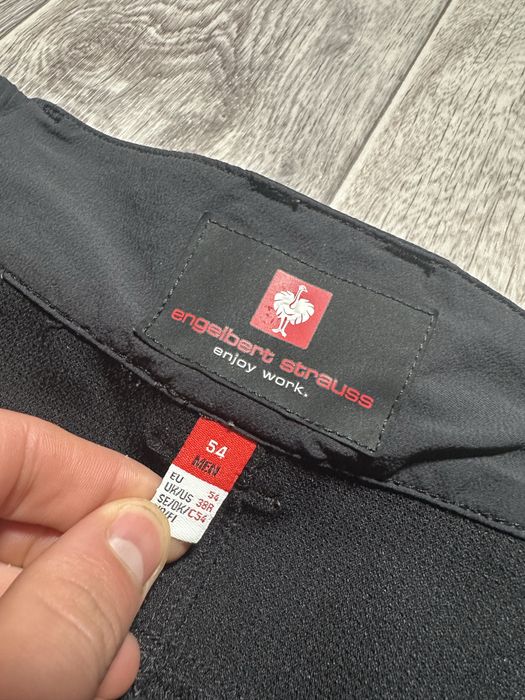 engelbert strauss
enjoy work.
54
MEN
EU 54
UK/US 38R
SE/DK/C54